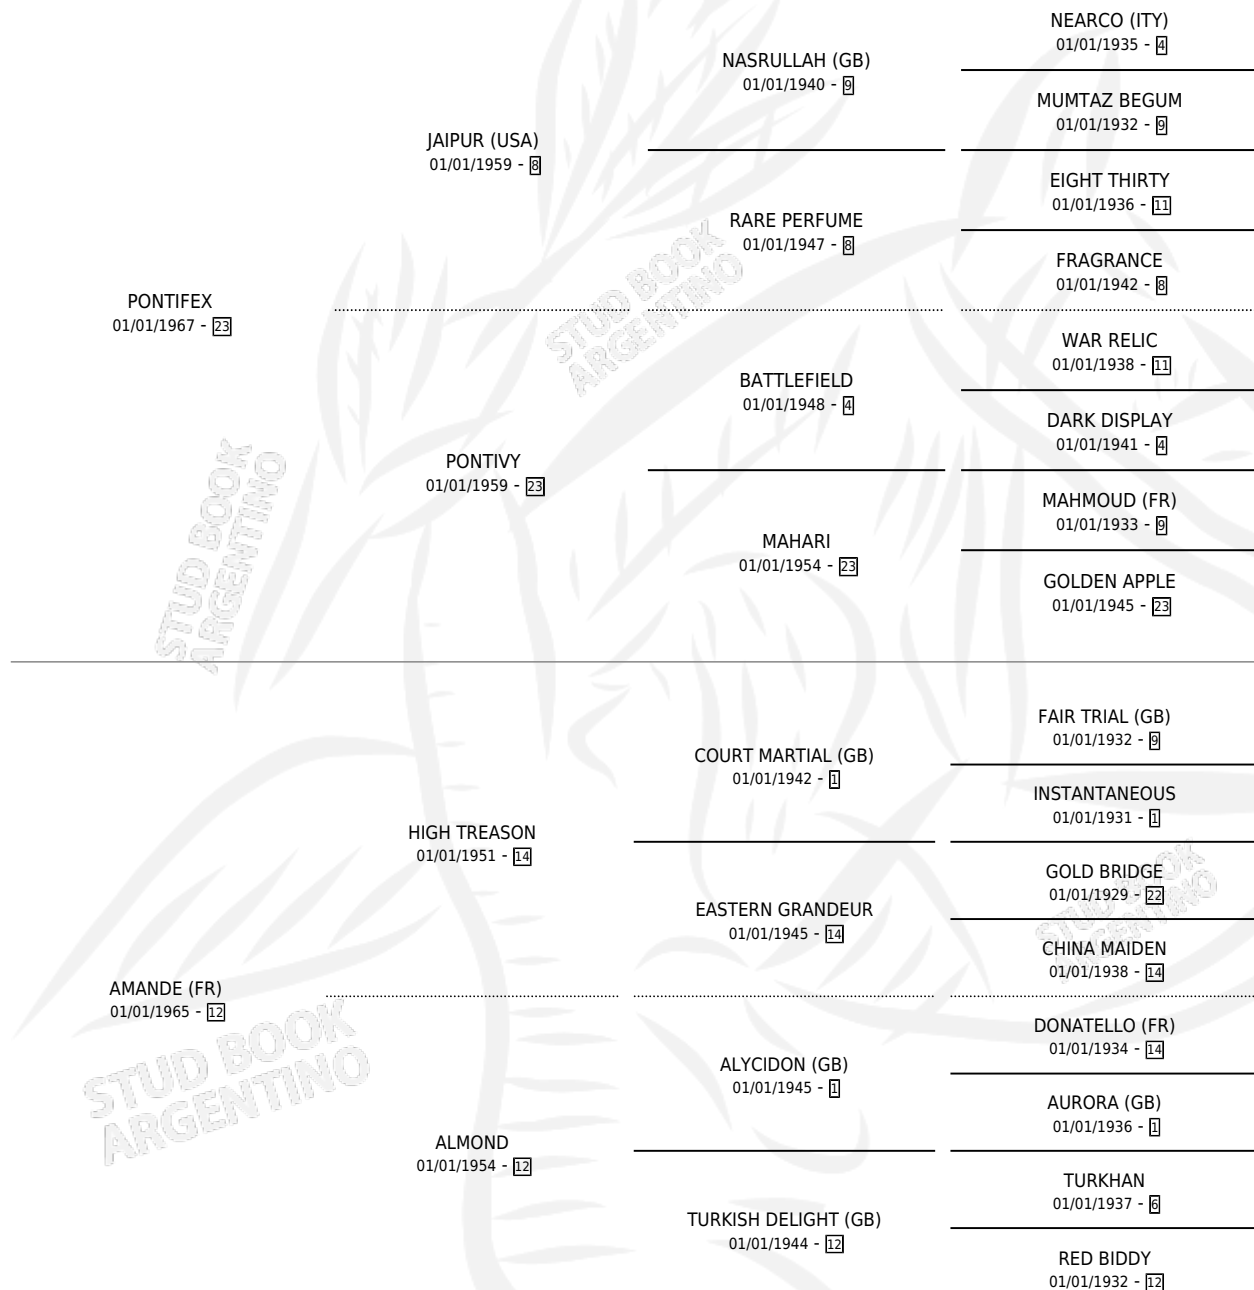 NEARCO (ITY)
01/01/1935 - 4
NASRULLAH (GB)
01/01/1940 - 9
MUMTAZ BEGUM
01/01/1932 - 9
JAIPUR (USA)
01/01/1959 - 8
EIGHT THIRTY
01/01/1936 - 11
RARE PERFUME
01/01/1947 - 8
FRAGRANCE
01/01/1942 - 8
PONTIFEX
01/01/1967 - 23
WAR RELIC
01/01/1938 - 11
BATTLEFIELD
01/01/1948 - 4
DARK DISPLAY
01/01/1941 - 4
PONTIVY
01/01/1959 - 23
MAHMOUD (FR)
01/01/1933 - 9
MAHARI
01/01/1954 - 23
GOLDEN APPLE
01/01/1945 - 23
STUD BOOK
ARGENTINO
STUD BOOK
ARGENTINO
FAIR TRIAL (GB)
01/01/1932 - 9
COURT MARTIAL (GB)
01/01/1942 - 1
INSTANTANEOUS
01/01/1931 - 1
HIGH TREASON
01/01/1951 - 14
GOLD BRIDGE
01/01/1929 - 22
EASTERN GRANDEUR
01/01/1945 - 14
CHINA MAIDEN
01/01/1938 - 14
STUD BOOK
ARGENTINO
AMANDE (FR)
01/01/1965 - 12
DONATELLO (FR)
01/01/1934 - 14
ALYCIDON (GB)
01/01/1945 - 1
AURORA (GB)
01/01/1936 - 1
STUD BOOK
ARGENTINO
ALMOND
01/01/1954 - 12
TURKHAN
01/01/1937 - 6
TURKISH DELIGHT (GB)
01/01/1944 - 12
RED BIDDY
01/01/1932 - 12